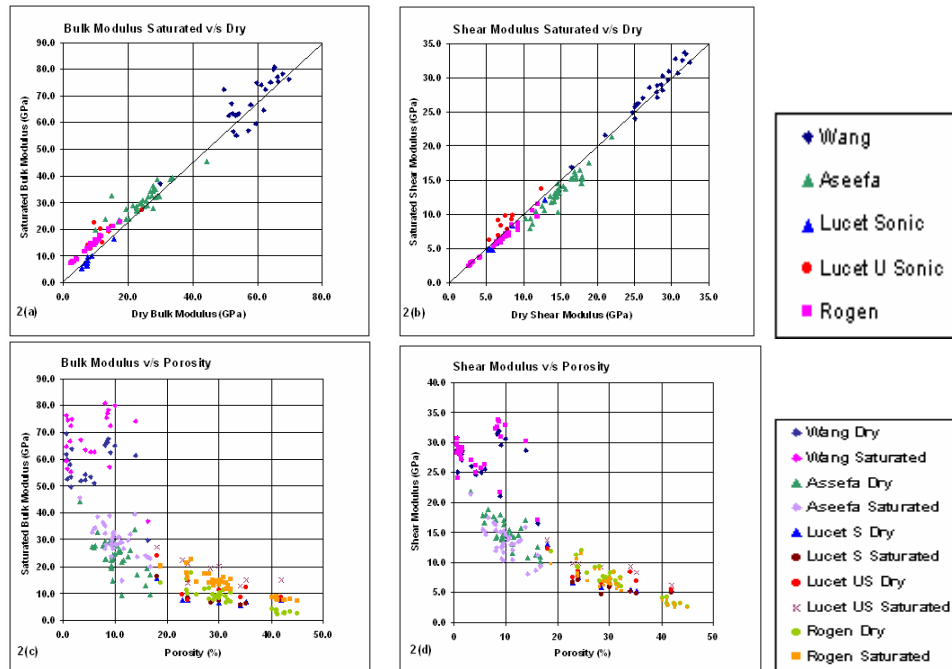 Bulk Modulus Saturated v/s Dry
Saturated Bulk Modulus (GPa)
90.0
80.0
70.0
60.0
50.0
40.0
30.0
20.0
10.0
0.0
0.0 20.0 40.0 60.0 80.0
2(a)
Dry Bulk Modulus (GPa)
Shear Modulus Saturated v/s Dry
Saturated Shear Modulus (GPa)
35.0
30.0
25.0
20.0
15.0
10.0
5.0
0.0
0.0 5.0 10.0 15.0 20.0 25.0 30.0 35.0
2(b)
Dry Shear Modulus (GPa)
Wang
Aseefa
Lucet Sonic
Lucet U Sonic
Rogen
Bulk Modulus v/s Porosity
Saturated Bulk Modulus (GPa)
90.0
80.0
70.0
60.0
50.0
40.0
30.0
20.0
10.0
0.0
0.0 10.0 20.0 30.0 40.0 50.0
2(c)
Porosity (%)
Shear Modulus v/s Porosity
Shear Modulus (GPa)
40.0
35.0
30.0
25.0
20.0
15.0
10.0
5.0
0.0
0 10 20 30 40 50
2(d)
Porosity (%)
Wang Dry
Wang Saturated
Assefa Dry
Aseefa Saturated
Lucet S Dry
Lucet S Saturated
Lucet US Dry
Lucet US Saturated
Rogen Dry
Rogen Saturated